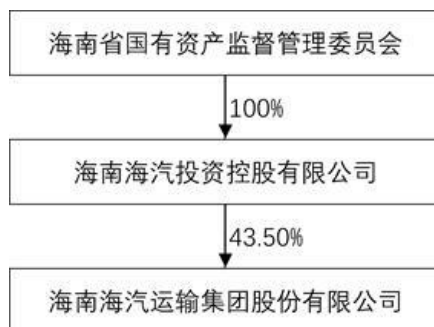 海南省国有资产监督管理委员会
100%
海南海汽投资控股有限公司
43.50%
海南海汽运输集团股份有限公司